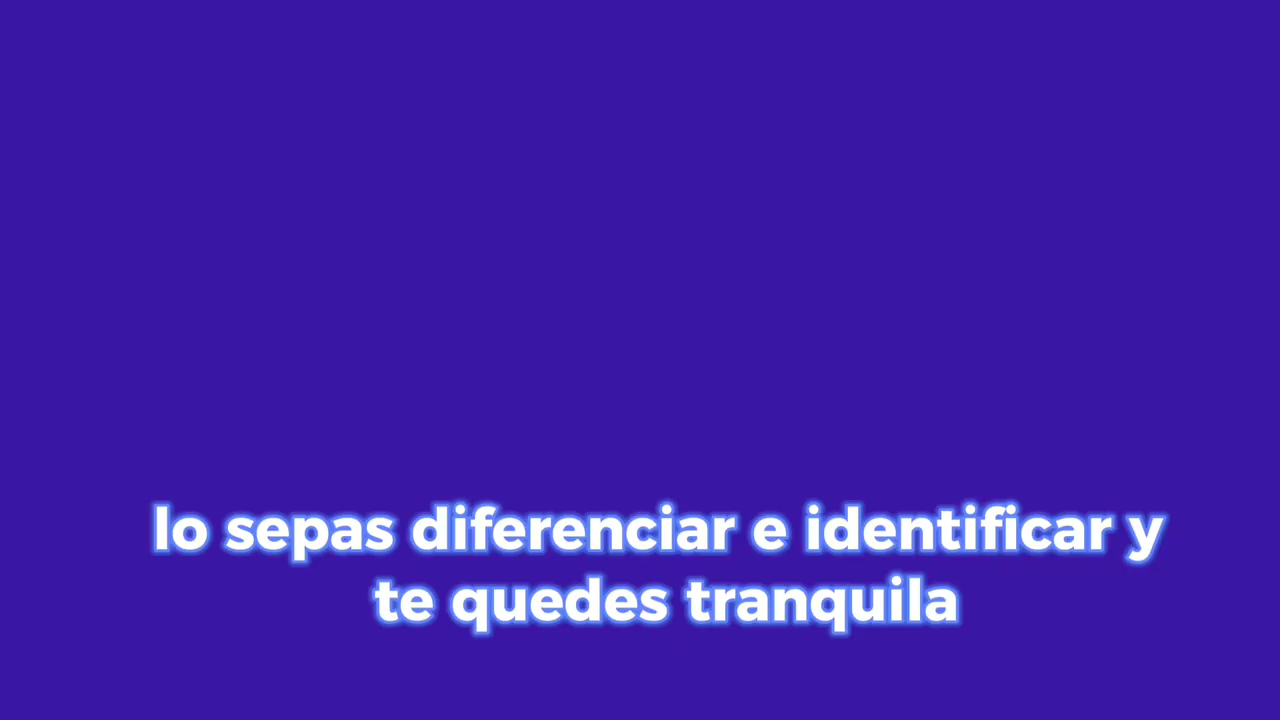 lo sepas diferenciar e identificar y
te quedes tranquila